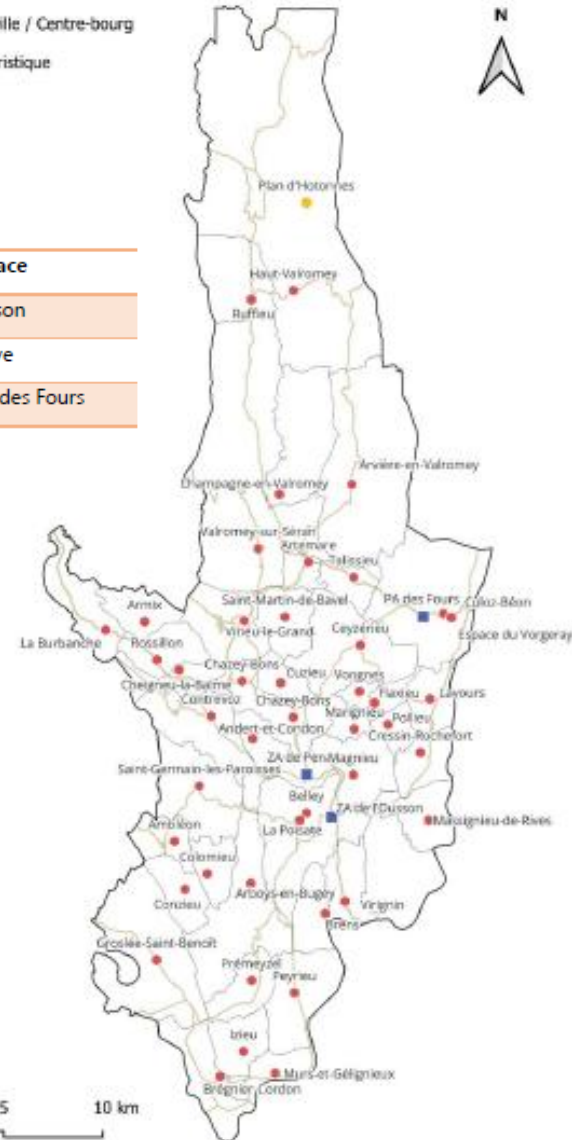 ille / Centre-bourg
N
ristique
Plan d'Hotonnes
ace
Haut-Valromey
son
Ruffieu
ve
des Fours
Arvière-en-Valromey
Champagne-en-Valromey
Valromey-sur-Séran
Artemare
Talissieu
Armix
Saint-Martin-de-Bavel
PA des Fours
Culoz-Béon
La Burbanche
Rossillon
Virieu-le-Grand
Ceyzérieu
Espace du Vorgeray
Chazey-Bons
Cheigneu-la-Balme
Cuzieu
Vongnes
Flaxieu
Lavours
Contrevoz
Chazey-Bons
Marignieu
Pollieu
Andert-et-Condon
Cressin-Rochefort
Saint-Germain-les-Paroisses
ZA de Pen
Magnieu
Belley
ZA de l'Ousson
Ambléon
La Poisate
Massignieu-de-Rives
Colomieu
Conzieu
Arboys-en-Bugey
Virignin
Brens
Groslée-Saint-Benoît
Prémeyzel
Peyrieu
Izieu
Murs-et-Gélignieux
Brégnier Cordon
5
10 km